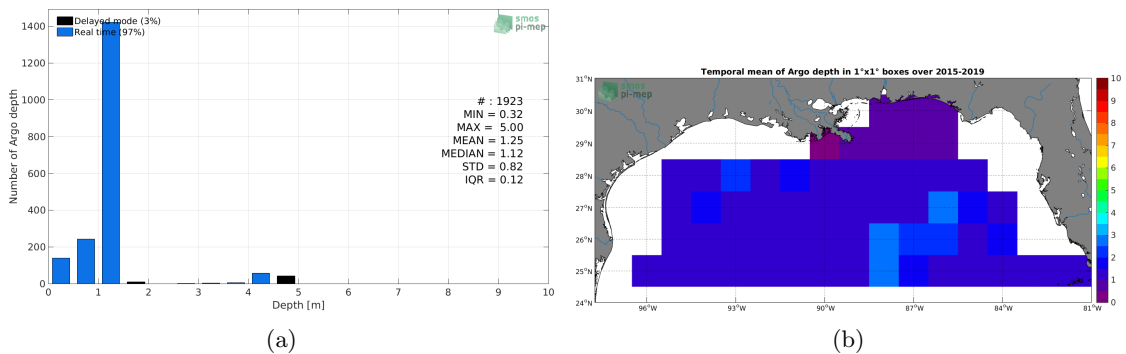 Delayed mode (3%)
Real time (97%)
smos
pi-mep
1400
1200
1000
800
600
400
200
0
Number of Argo depth
# : 1923
MIN = 0.32
MAX = 5.00
MEAN = 1.25
MEDIAN = 1.12
STD = 0.82
IQR = 0.12
0 1 2 3 4 5 6 7 8 9 10
Depth [m]
(a)
Temporal mean of Argo depth in 1°x1° boxes over 2015-2019
smos
pi-mep
31°N
30°N
29°N
28°N
27°N
26°N
25°N
24°N
96°W 93°W 90°W 87°W 84°W 81°W
10
9
8
7
6
5
4
3
2
1
0
(b)